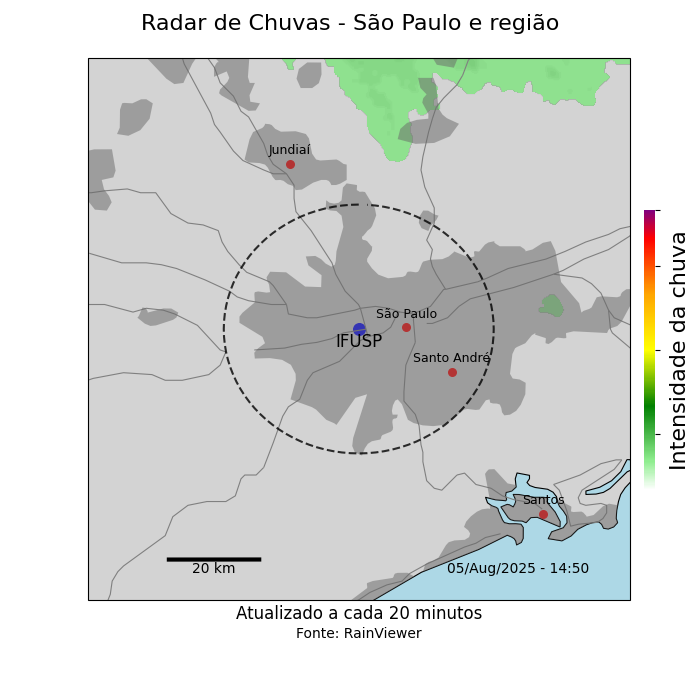 Radar de Chuvas - São Paulo e região
Jundiaí
São Paulo
IFUSP
Santo André
Santos
20 km
05/Aug/2025 - 14:50
Intensidade da chuva
Atualizado a cada 20 minutos
Fonte: RainViewer